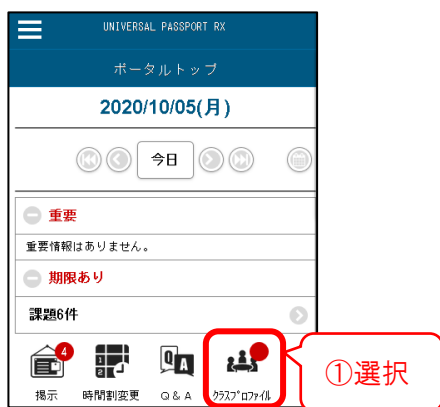 UNIVERSAL PASSPORT RX
ポータルトップ
2020/10/05(月)
今日
重要
重要情報はありません。
期限あり
課題6件
4
掲示
時間割変更
Q & A
クラスプロファイル
①選択